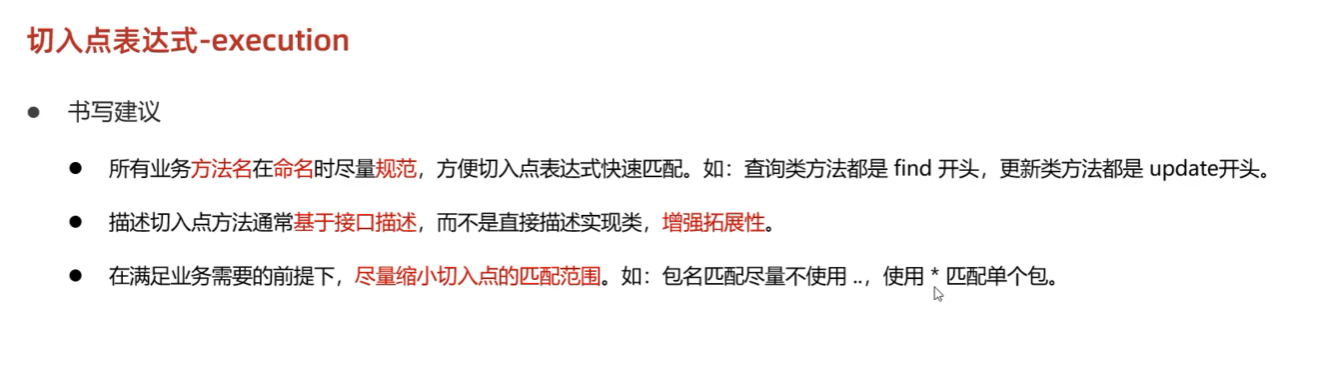 切入点表达式-execution
● 书写建议
● 所有业务方法名在命名时尽量规范，方便切入点表达式快速匹配。如：查询类方法都是 find 开头，更新类方法都是 update开头。
● 描述切入点方法通常基于接口描述，而不是直接描述实现类，增强拓展性。
● 在满足业务需要的前提下，尽量缩小切入点的匹配范围。如：包名匹配尽量不使用 ..，使用 * 匹配单个包。